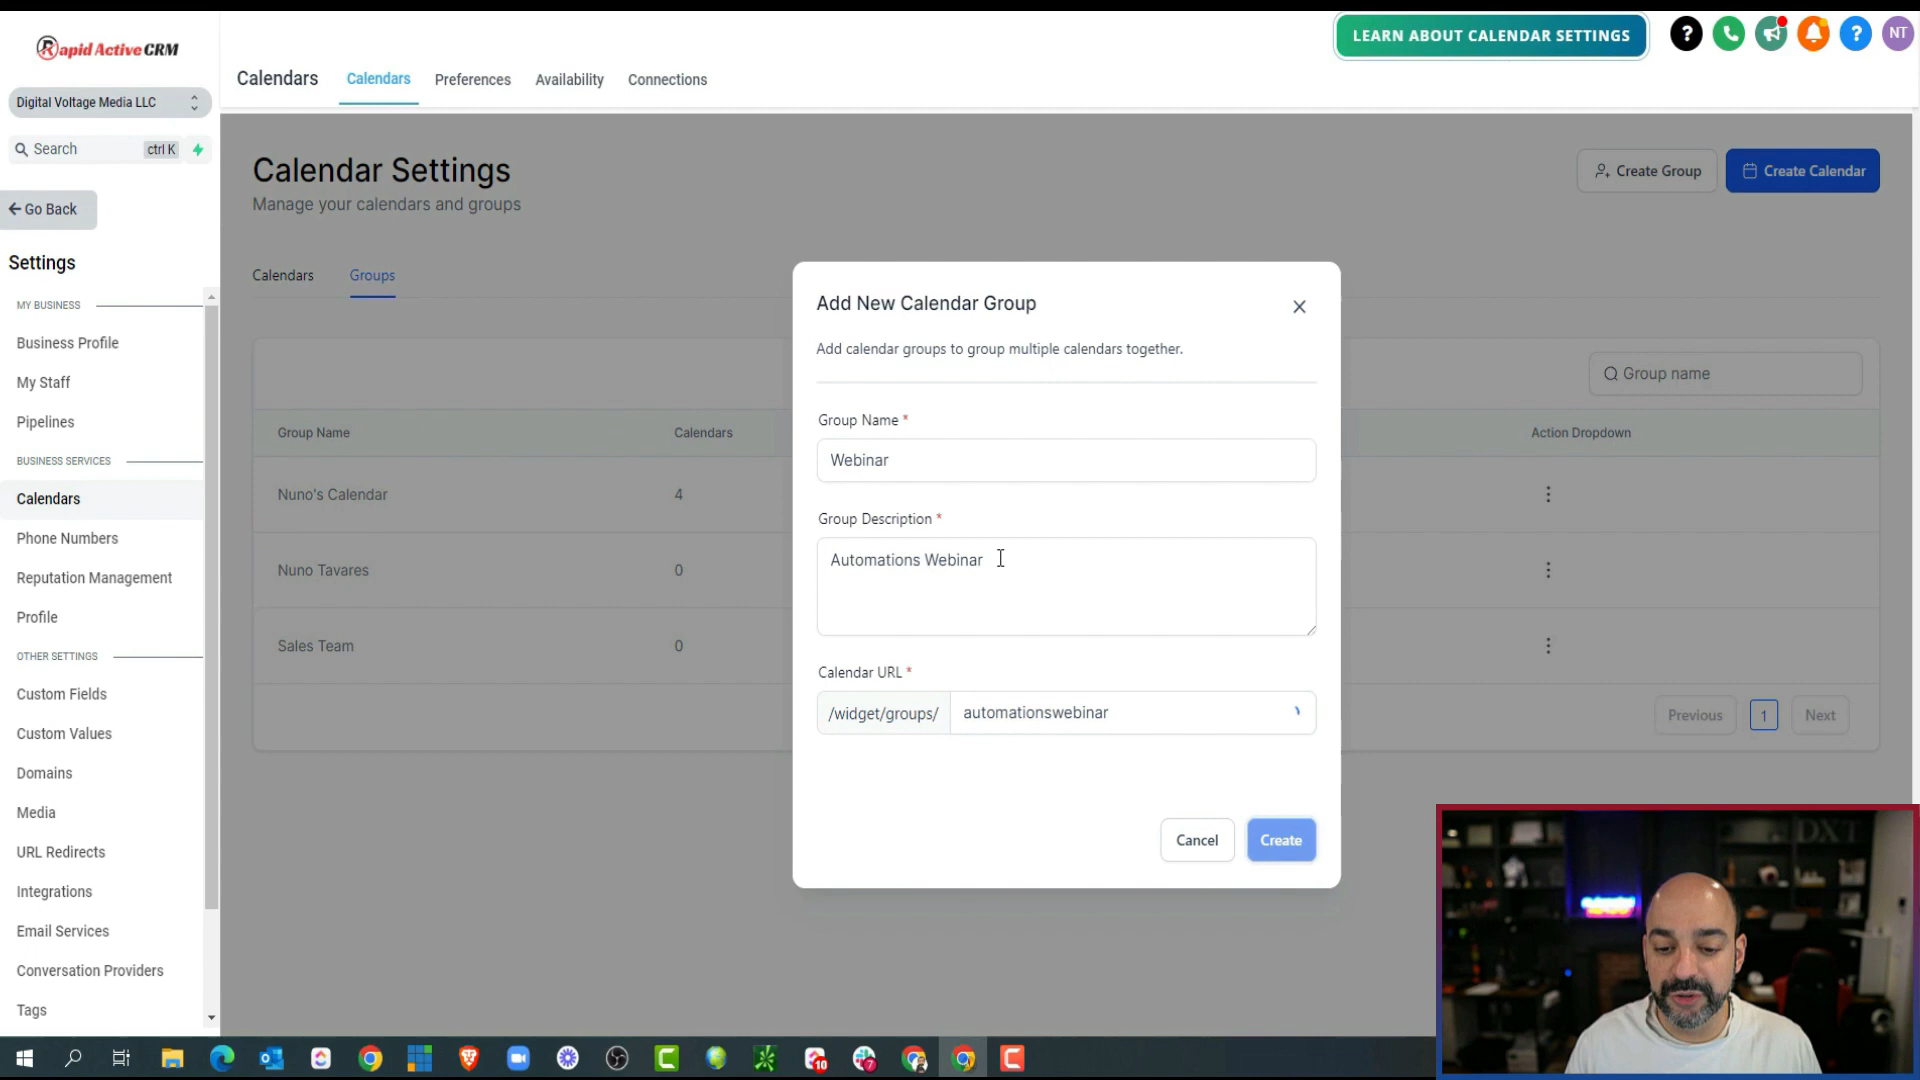 Rapid Active CRM
LEARN ABOUT CALENDAR SETTINGS
?
?
NT
Calendars
Calendars
Preferences
Availability
Connections
Digital Voltage Media LLC
Search
ctrl K
Go Back
Settings
MY BUSINESS
Business Profile
My Staff
Pipelines
BUSINESS SERVICES
Calendars
Phone Numbers
Reputation Management
Profile
OTHER SETTINGS
Custom Fields
Custom Values
Domains
Media
URL Redirects
Integrations
Email Services
Conversation Providers
Tags
Calendar Settings
Manage your calendars and groups
Create Group
Create Calendar
Calendars
Groups
Group name
Group Name
Calendars
Action Dropdown
Nuno's Calendar
4
Nuno Tavares
0
Sales Team
0
Previous
1
Next
Add New Calendar Group
Add calendar groups to group multiple calendars together.
Group Name *
Webinar
Group Description *
Automations Webinar
Calendar URL *
/widget/groups/
automationswebinar
Cancel
Create
DXT
10
7